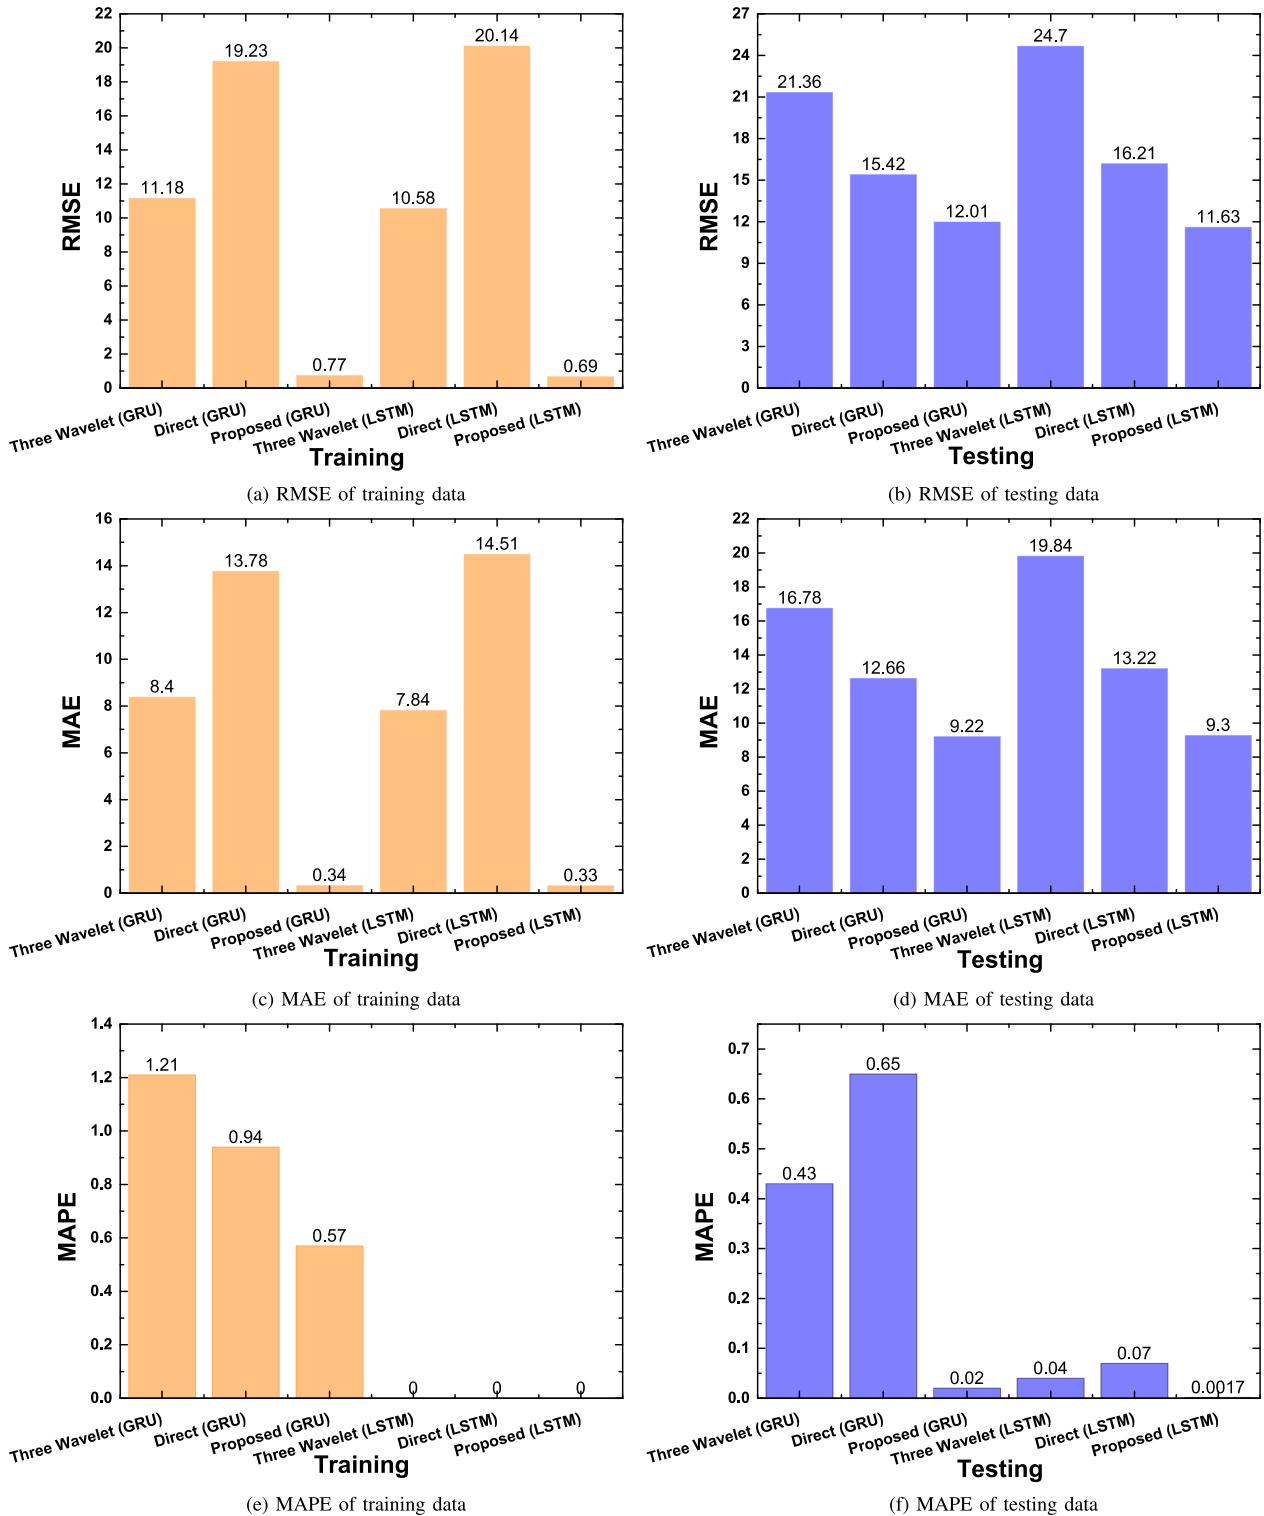 20
18
16
14
12
10
8
6
4
2
0
RMSE
11.18
19.23
0.77
10.58
20.14
0.69
Three Wavelet (GRU)
Direct (GRU)
Proposed (GRU)
Three Wavelet (LSTM)
Direct (LSTM)
Proposed (LSTM)
Training
(a) RMSE of training data
27
24
21
18
15
12
9
6
3
0
RMSE
21.36
15.42
12.01
24.7
16.21
11.63
Three Wavelet (GRU)
Direct (GRU)
Proposed (GRU)
Three Wavelet (LSTM)
Direct (LSTM)
Proposed (LSTM)
Testing
(b) RMSE of testing data
16
14
12
10
8
6
4
2
0
MAE
8.4
13.78
0.34
7.84
14.51
0.33
Three Wavelet (GRU)
Direct (GRU)
Proposed (GRU)
Three Wavelet (LSTM)
Direct (LSTM)
Proposed (LSTM)
Training
(c) MAE of training data
22
20
18
16
14
12
10
8
6
4
2
0
MAE
16.78
12.66
9.22
19.84
13.22
9.3
Three Wavelet (GRU)
Direct (GRU)
Proposed (GRU)
Three Wavelet (LSTM)
Direct (LSTM)
Proposed (LSTM)
Testing
(d) MAE of testing data
1.4
1.2
1.0
0.8
0.6
0.4
0.2
0.0
MAPE
1.21
0.94
0.57
0
0
0
Three Wavelet (GRU)
Direct (GRU)
Proposed (GRU)
Three Wavelet (LSTM)
Direct (LSTM)
Proposed (LSTM)
Training
(e) MAPE of training data
0.7
0.6
0.5
0.4
0.3
0.2
0.1
0.0
MAPE
0.43
0.65
0.02
0.04
0.07
0.0017
Three Wavelet (GRU)
Direct (GRU)
Proposed (GRU)
Three Wavelet (LSTM)
Direct (LSTM)
Proposed (LSTM)
Testing
(f) MAPE of testing data